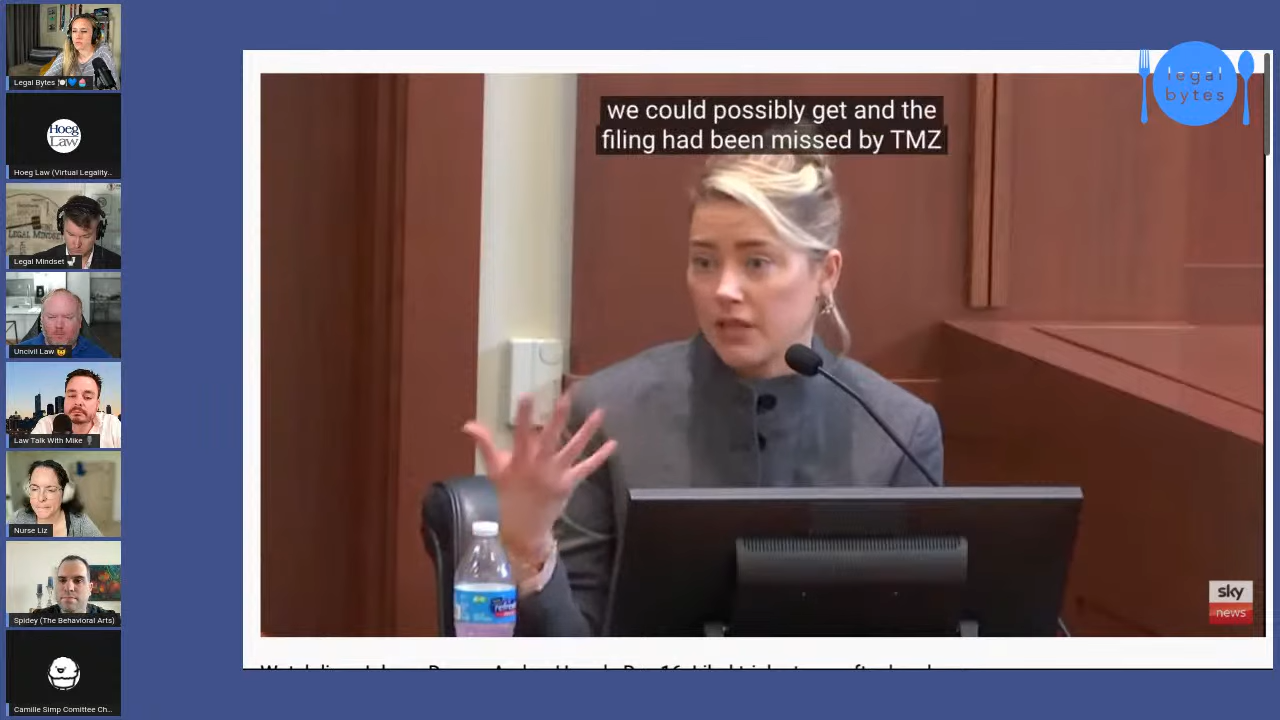 Legal Bytes
Hoeg
Law
Hoeg Law (Virtual Legality...
LEGAL MINDSET
Legal Mindset
Uncivil Law
Law Talk With Mike
Nurse Liz
Spidey (The Behavioral Arts)
Camille Simp Comittee Ch...
legal
bytes
we could possibly get and the
filing had been missed by TMZ
sky
news